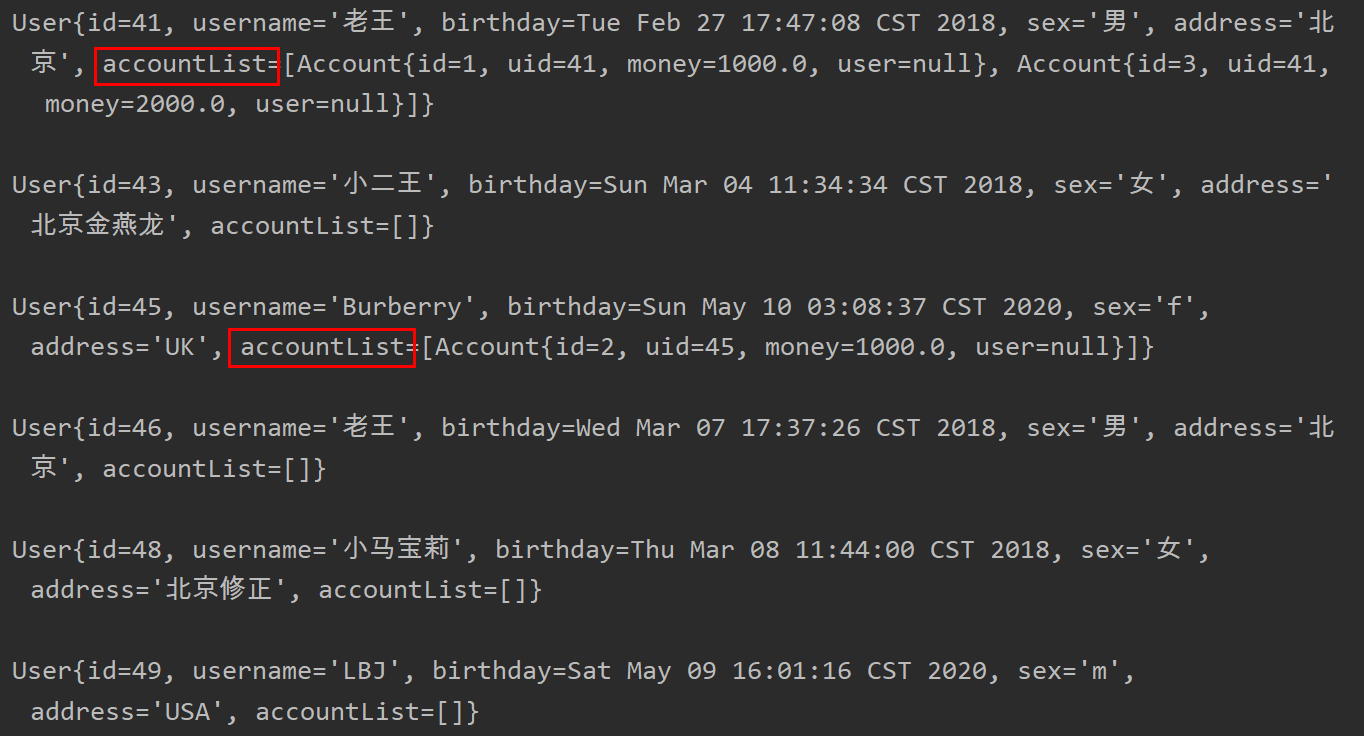 User{id=41, username='老王', birthday=Tue Feb 27 17:47:08 CST 2018, sex='男', address='北
京', accountList=[Account{id=1, uid=41, money=1000.0, user=null}, Account{id=3, uid=41,
money=2000.0, user=null}]}
User{id=43, username='小二王', birthday=Sun Mar 04 11:34:34 CST 2018, sex='女', address='
北京金燕龙', accountList=[]}
User{id=45, username='Burberry', birthday=Sun May 10 03:08:37 CST 2020, sex='f',
address='UK', accountList=[Account{id=2, uid=45, money=1000.0, user=null}]}
User{id=46, username='老王', birthday=Wed Mar 07 17:37:26 CST 2018, sex='男', address='北
京', accountList=[]}
User{id=48, username='小马宝莉', birthday=Thu Mar 08 11:44:00 CST 2018, sex='女',
address='北京修正', accountList=[]}
User{id=49, username='LBJ', birthday=Sat May 09 16:01:16 CST 2020, sex='m',
address='USA', accountList=[]}